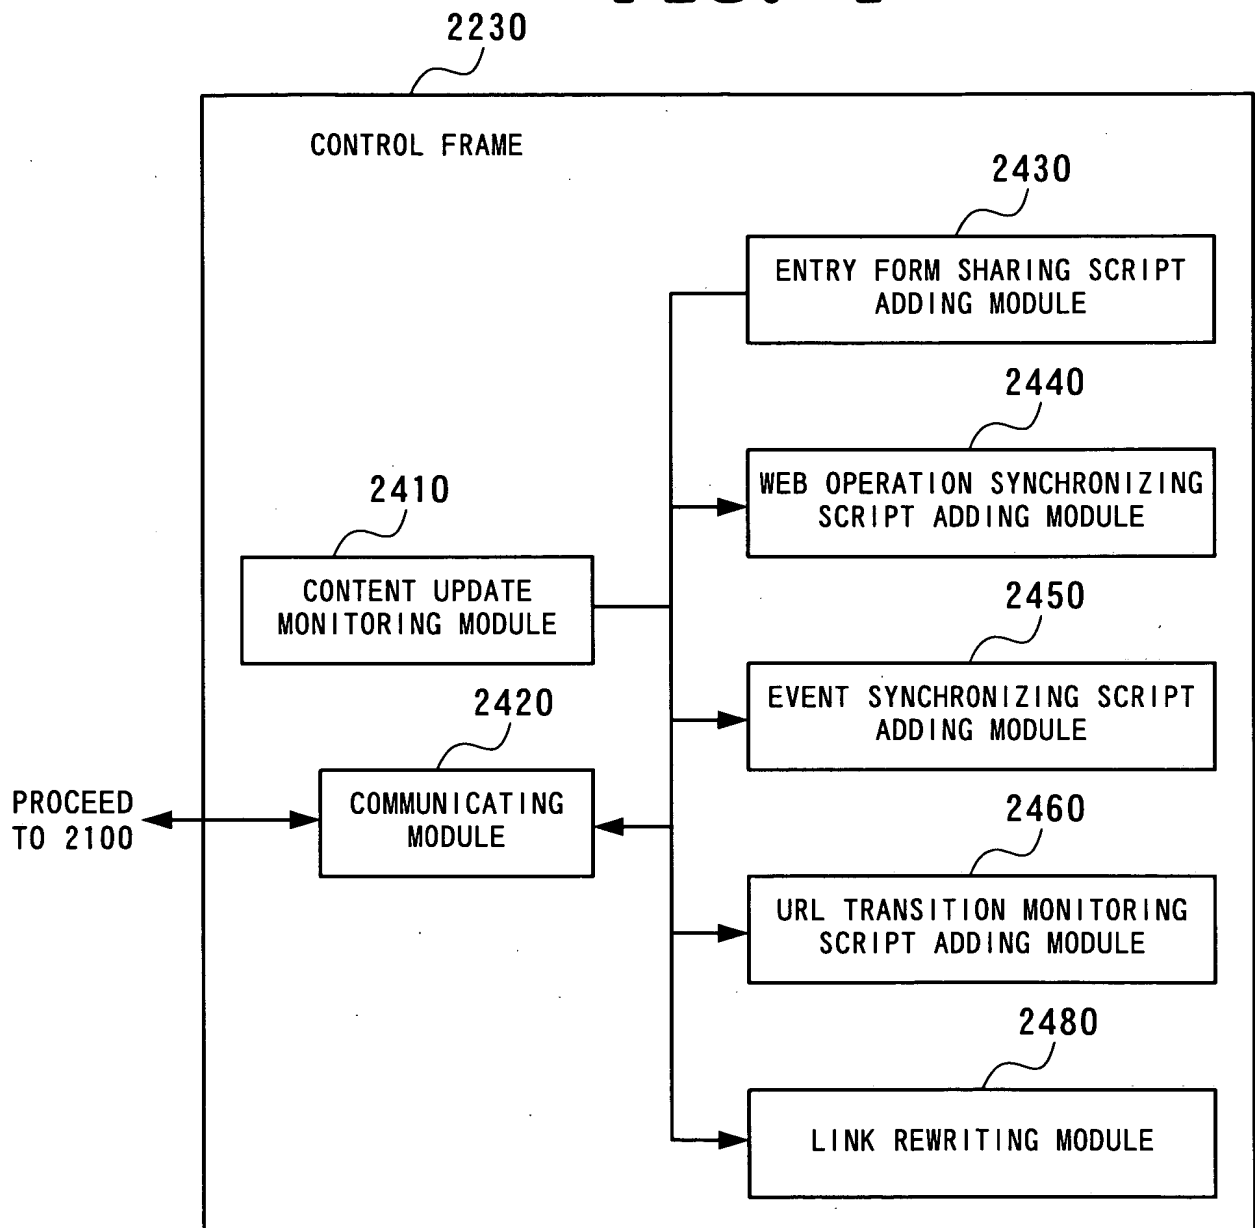 2230
CONTROL FRAME
2430
ENTRY FORM SHARING SCRIPT
ADDING MODULE
2440
WEB OPERATION SYNCHRONIZING
SCRIPT ADDING MODULE
2410
CONTENT UPDATE
MONITORING MODULE
2450
EVENT SYNCHRONIZING SCRIPT
ADDING MODULE
2420
COMMUNICATING
MODULE
PROCEED
TO 2100
2460
URL TRANSITION MONITORING
SCRIPT ADDING MODULE
2480
LINK REWRITING MODULE